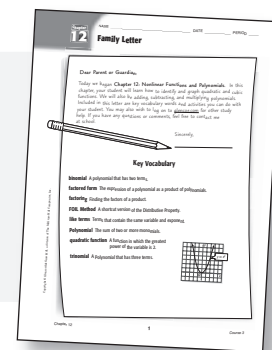 Chapter
12
NAME
DATE
PERIOD
Family Letter
Dear Parent or Guardian,
Today we began Chapter 12: Nonlinear Functions and Polynomials. In this
chapter, your student will learn how to identify and graph quadratic and cubic
functions. We will also be adding, subtracting, and multiplying polynomials.
Included in this letter are key vocabulary words and activities you can do with
your student. You may also wish to log on to glencoe.com for other study
help. If you have any questions or comments, feel free to contact me
at school.
Sincerely,
Key Vocabulary
binomial A polynomial that has two terms.
factored form The expression of a polynomial as a product of polynomials.
factoring Finding the factors of a product.
FOIL Method A shortcut version of the Distributive Property.
like terms Terms that contain the same variable and exponent.
Polynomial The sum of two or more monomials.
quadratic function A function in which the greatest
power of the variable is 2.
trinomial A Polynomial that has three terms.
Chapter 12
1
Course 3